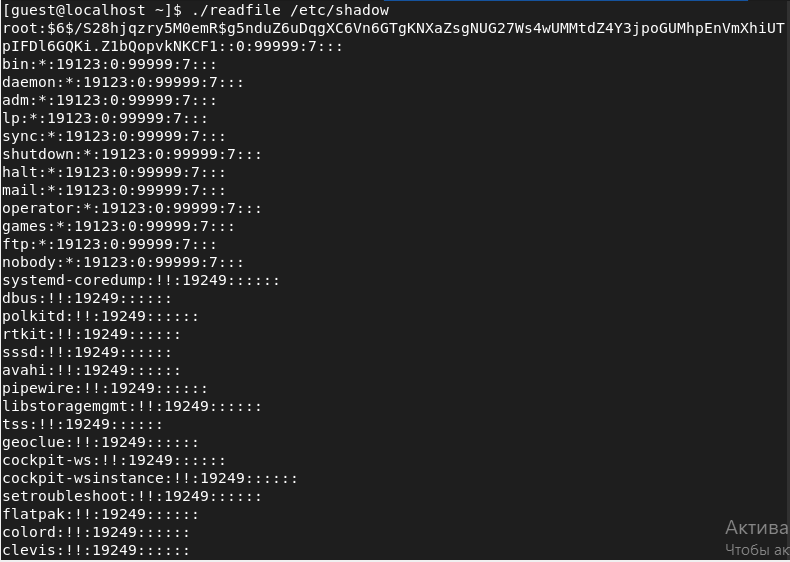 [guest@localhost ~]$ ./readfile /etc/shadow
root:$6$/S28hjqzry5M0emR$g5nduZ6uDqgXC6Vn6GTgKNXaZsgNUG27Ws4wUMMtdZ4Y3jpoGUMhpEnVmXhiUT
pIFDl6GQKi.Z1bQopvkNKCF1::0:99999:7:::
bin:*:19123:0:99999:7:::
daemon:*:19123:0:99999:7:::
adm:*:19123:0:99999:7:::
lp:*:19123:0:99999:7:::
sync:*:19123:0:99999:7:::
shutdown:*:19123:0:99999:7:::
halt:*:19123:0:99999:7:::
mail:*:19123:0:99999:7:::
operator:*:19123:0:99999:7:::
games:*:19123:0:99999:7:::
ftp:*:19123:0:99999:7:::
nobody:*:19123:0:99999:7:::
systemd-coredump:!!:19249::::::
dbus:!!:19249::::::
polkitd:!!:19249::::::
rtkit:!!:19249::::::
sssd:!!:19249::::::
avahi:!!:19249::::::
pipewire:!!:19249::::::
libstoragemgmt:!!:19249::::::
tss:!!:19249::::::
geoclue:!!:19249::::::
cockpit-ws:!!:19249::::::
cockpit-wsinstance:!!:19249::::::
setroubleshoot:!!:19249::::::
flatpak:!!:19249::::::
colord:!!:19249::::::
clevis:!!:19249::::::
Актива
Чтобы ак